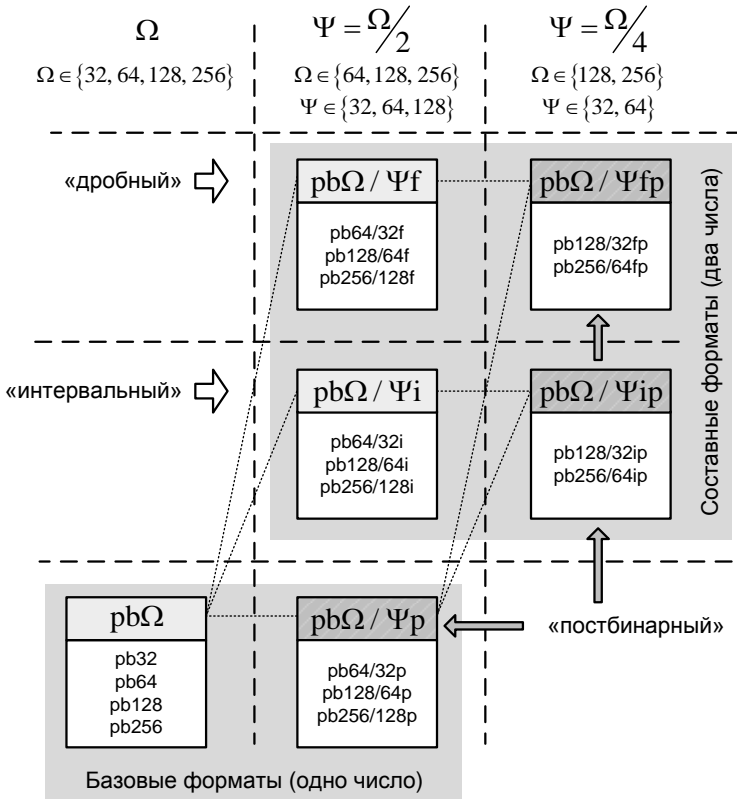 Ω
Ψ = Ω/2
Ψ = Ω/4
Ω ∈ {32, 64, 128, 256}
Ω ∈ {64, 128, 256}
Ψ ∈ {32, 64, 128}
Ω ∈ {128, 256}
Ψ ∈ {32, 64}
«дробный»
pbΩ / Ψf
pb64/32f
pb128/64f
pb256/128f
pbΩ / Ψfp
pb128/32fp
pb256/64fp
Составные форматы (два числа)
«интервальный»
pbΩ / Ψi
pb64/32i
pb128/64i
pb256/128i
pbΩ / Ψip
pb128/32ip
pb256/64ip
pbΩ
pb32
pb64
pb128
pb256
pbΩ / Ψp
pb64/32p
pb128/64p
pb256/128p
«постбинарный»
Базовые форматы (одно число)